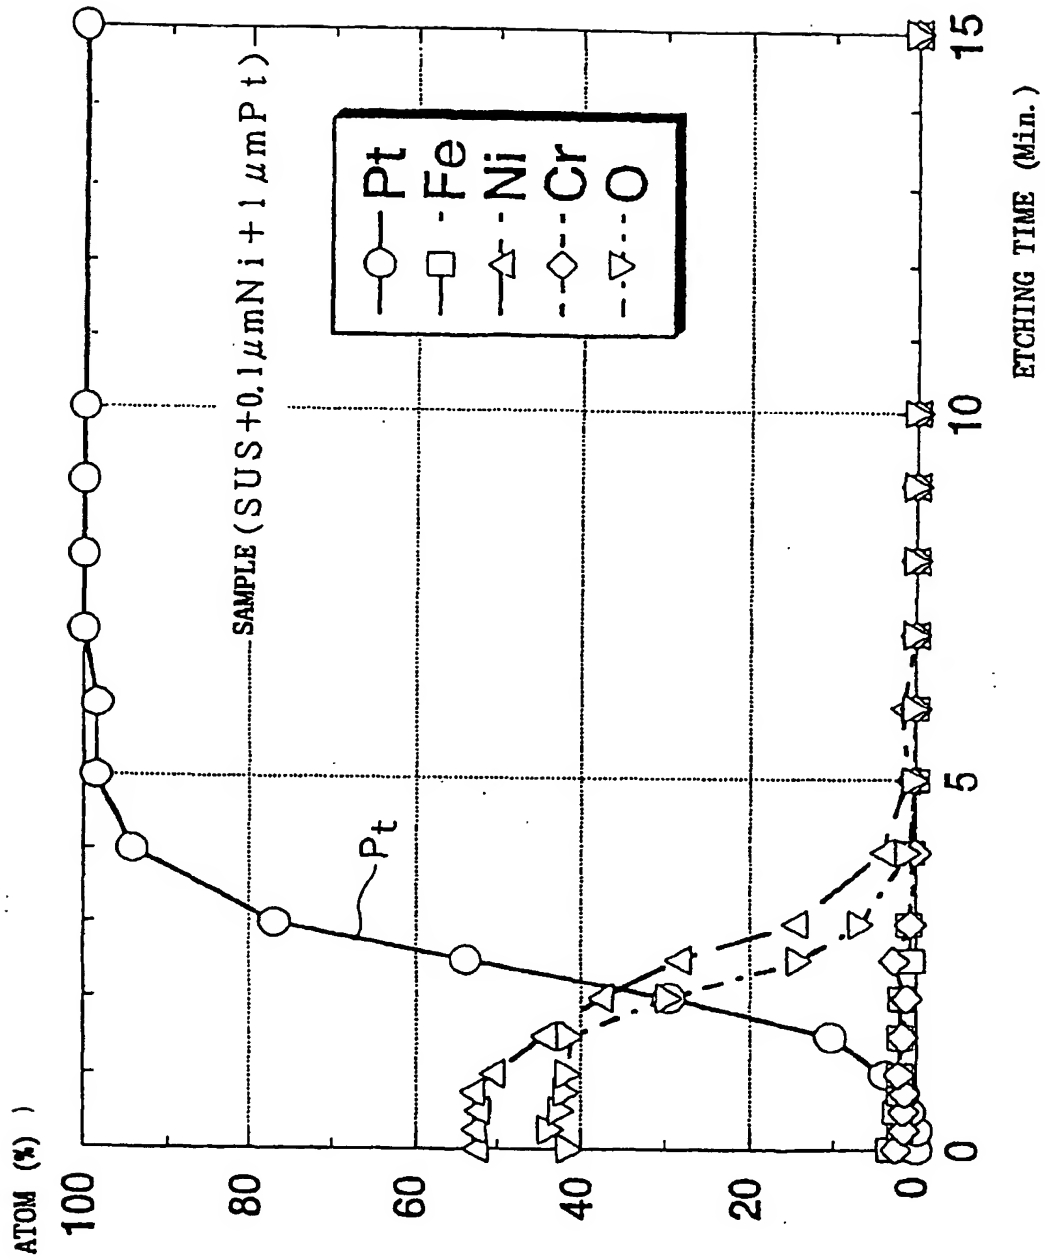 ATOM (%) )
100
80
60
40
20
0
SAMPLE (SUS+0.1μmNi+1μmPt)
Pt
Pt
Fe
Ni
Cr
O
0
5
10
15
ETCHING TIME (Min.)